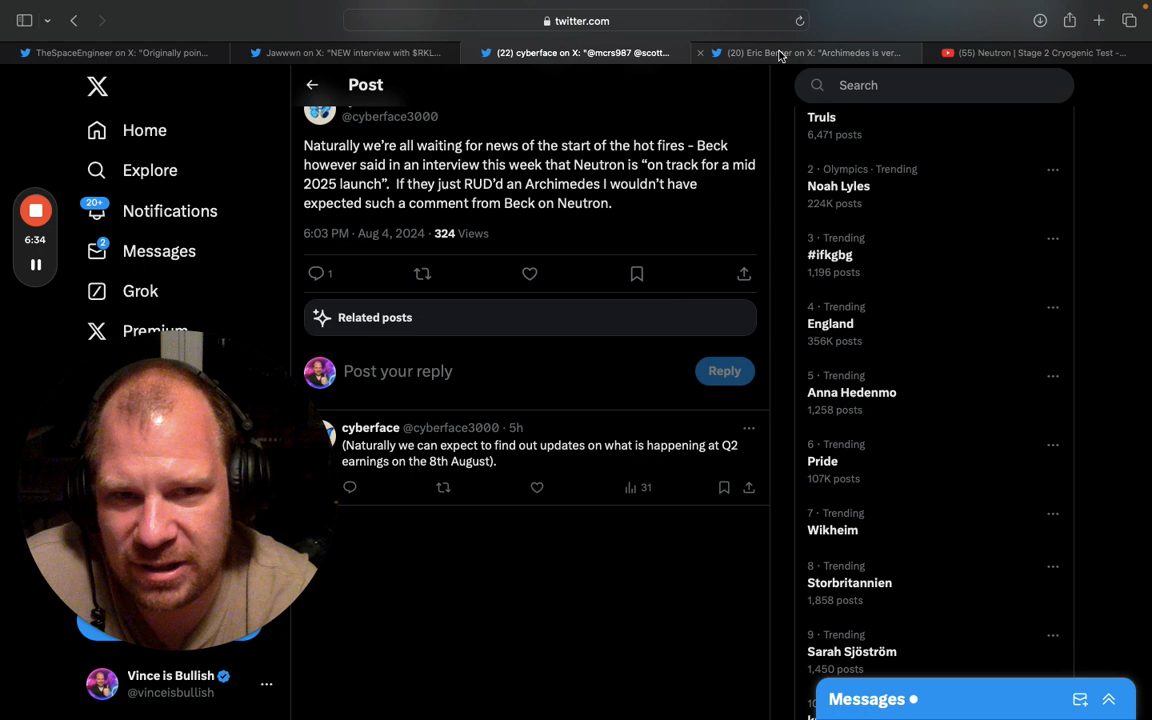 twitter.com
TheSpaceEngineer on X: "Originally poin...
Jawwwn on X: "NEW interview with $RKL...
(22) cyberface on X: "@mcrs987 @scott...
(20) Eric Berger on X: "Archimedes is ver...
(55) Neutron | Stage 2 Cryogenic Test -...
Home
Explore
20+
Notifications
2
Messages
Grok
Premium
6:34
Post
@cyberface3000
Naturally we're all waiting for news of the start of the hot fires - Beck
however said in an interview this week that Neutron is "on track for a mid
2025 launch". If they just RUD'd an Archimedes I wouldn't have
expected such a comment from Beck on Neutron.
6:03 PM · Aug 4, 2024 · 324 Views
1
Related posts
Post your reply
Reply
cyberface @cyberface3000 · 5h
(Naturally we can expect to find out updates on what is happening at Q2
earnings on the 8th August).
31
Search
Truls
6,471 posts
2 · Olympics · Trending
Noah Lyles
224K posts
3 · Trending
#ifkgbg
1,196 posts
4 · Trending
England
356K posts
5 · Trending
Anna Hedenmo
1,258 posts
6 · Trending
Pride
107K posts
7 · Trending
Wikheim
8 · Trending
Storbritannien
1,858 posts
9 · Trending
Sarah Sjöström
1,450 posts
Vince is Bullish
@vinceisbullish
Messages